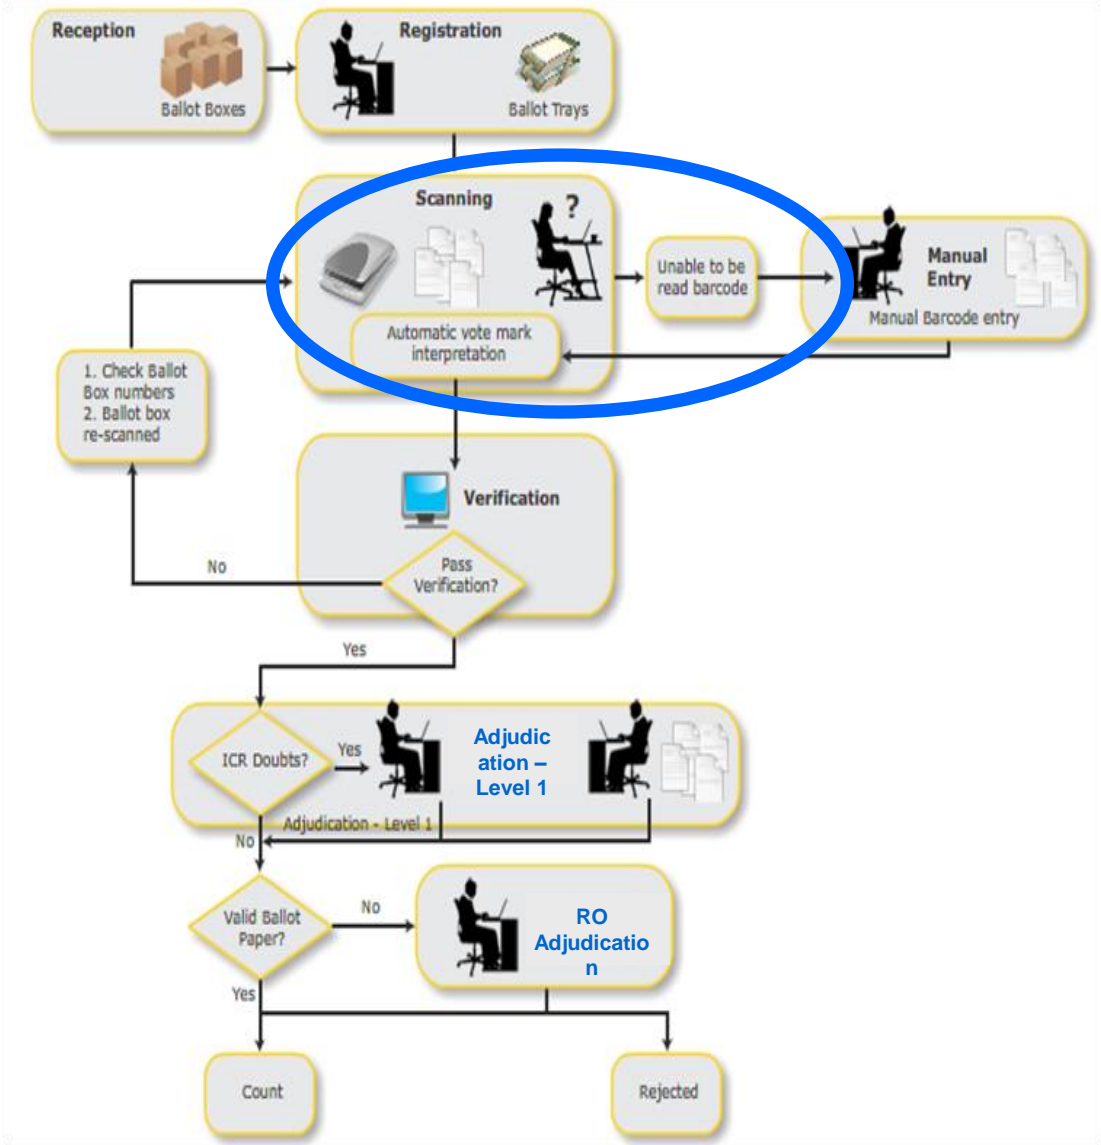 Reception
Ballot Boxes
Registration
Ballot Trays
Scanning
?
Automatic vote mark
interpretation
Unable to be
read barcode
Manual
Entry
Manual Barcode entry
1. Check Ballot
Box numbers
2. Ballot box
re-scanned
Verification
Pass
Verification?
No
Yes
ICR Doubts?
Yes
Adjudic
ation –
Level 1
Adjudication - Level 1
No
Valid Ballot
Paper?
No
RO
Adjudicatio
n
Yes
Count
Rejected